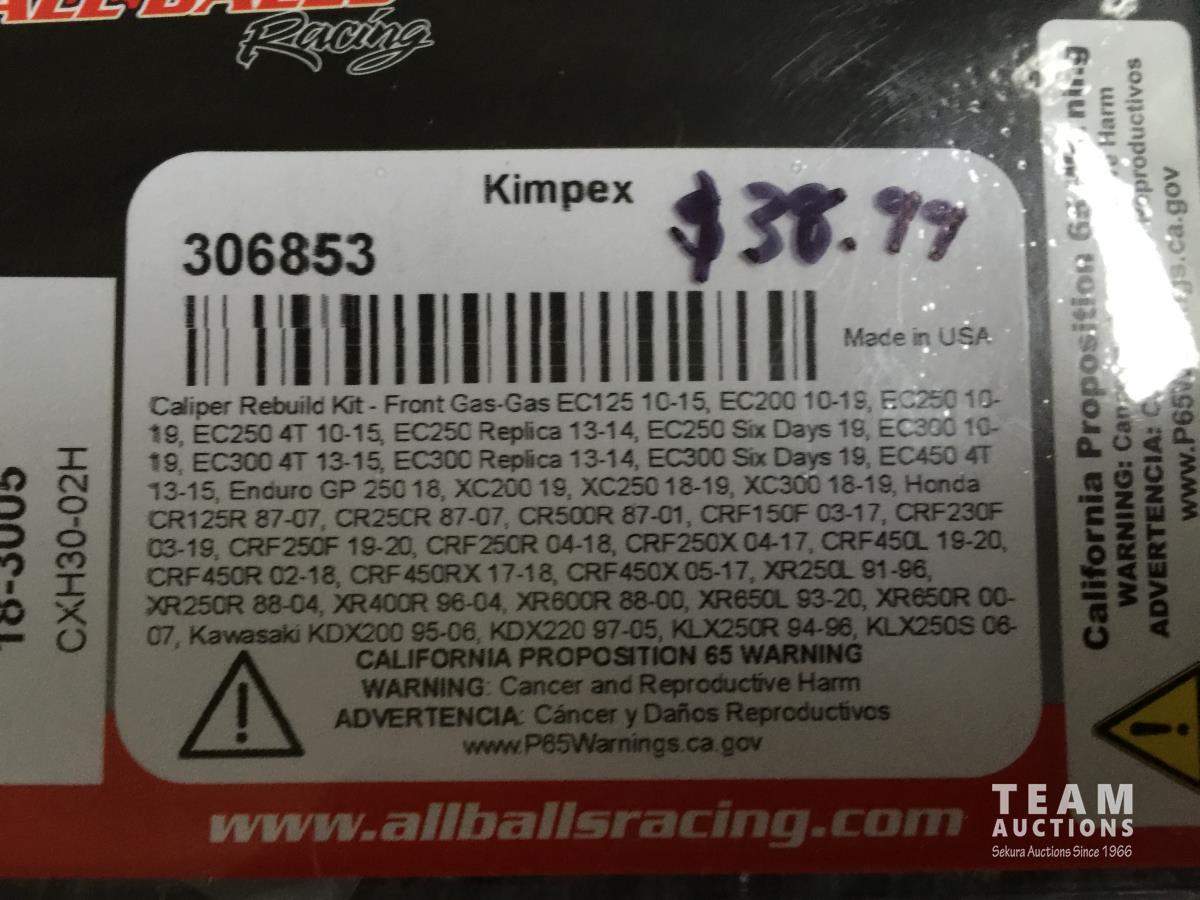 Racing
Kimpex
$38.99
306853
Made in USA
Caliper Rebuild Kit - Front Gas-Gas EC125 10-15, EC200 10-19, EC250 10-
19, EC250 4T 10-15, EC250 Replica 13-14, EC250 Six Days 19, EC300 10-
19, EC300 4T 13-15, EC300 Replica 13-14, EC300 Six Days 19, EC450 4T
13-15, Enduro GP 250 18, XC200 19, XC250 18-19, XC300 18-19, Honda
CR125R 87-07, CR250R 87-07, CR500R 87-01, CRF150F 03-17, CRF230F
03-19, CRF250F 19-20, CRF250R 04-18, CRF250X 04-17, CRF450L 19-20,
CRF450R 02-18, CRF450RX 17-18, CRF450X 05-17, XR250L 91-96,
XR250R 88-04, XR400R 96-04, XR600R 88-00, XR650L 93-20, XR650R 00-
07, Kawasaki KDX200 95-06, KDX220 97-05, KLX250R 94-96, KLX250S 06-
CALIFORNIA PROPOSITION 65 WARNING
WARNING: Cancer and Reproductive Harm
ADVERTENCIA: Cáncer y Daños Reproductivos
www.P65Warnings.ca.gov
www.allballsracing.com
18-3005
CXH30-02H
California Proposition 65
WARNING: Harm
ADVERTENCIA:
TEAM
AUCTIONS
Sekura Auctions Since 1966